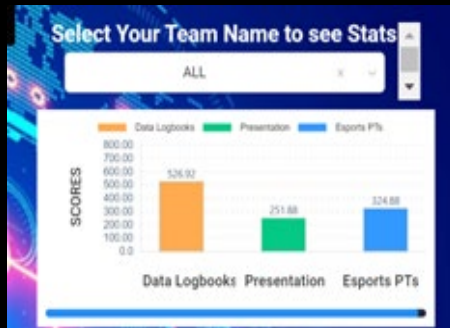 Select Your Team Name to see Stats
ALL
x
Data Logbooks Presentation Esports PTs
SCORES
800.00
700.00
600.00
500.00
400.00
300.00
200.00
100.00
0.0
526.92
251.88
324.88
Data Logbooks Presentation Esports PTs